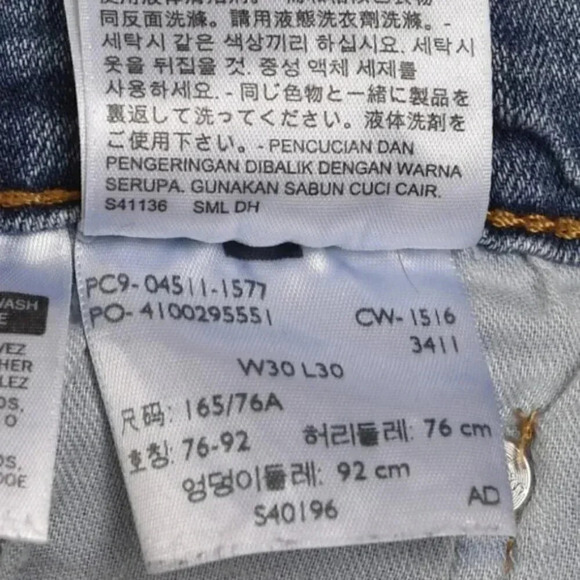 同反面洗滌。請用液態洗衣劑洗滌。-
세탁시 같은 색상끼리 하십시요. 세탁시
옷을 뒤집을 것. 중성 액체 세제를
사용하세요. - 同じ色物と一緒に製品を
裏返して洗ってください。液体洗剤を
ご使用下さい。- PENCUCIAN DAN
PENGERINGAN DIBALIK DENGAN WARNA
SERUPA. GUNAKAN SABUN CUCI CAIR.
S41136 SML DH
PC9-04511-1577
PO-4100295551
CW-1516
3411
W30 L30
尺码: 165/76A
호칭: 76-92 허리둘레: 76 cm
엉덩이둘레: 92 cm
S40196
AD
WASH